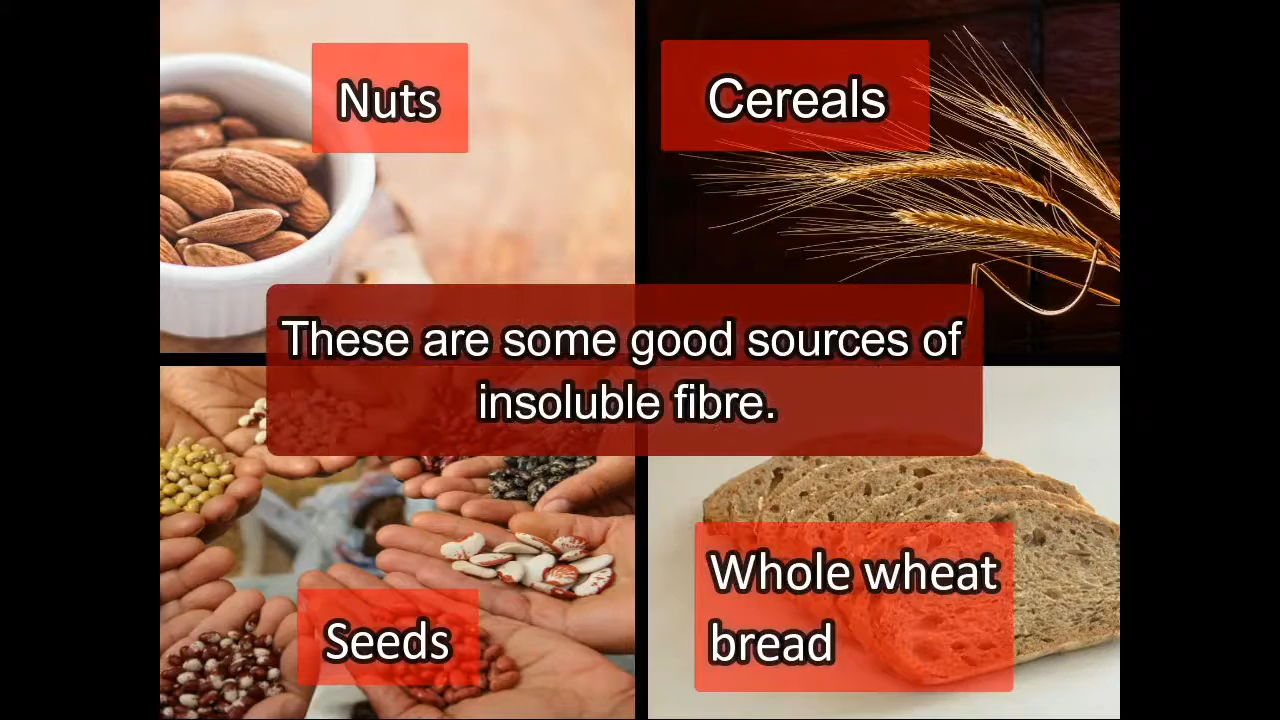 Nuts
Cereals
These are some good sources of
insoluble fibre.
Seeds
Whole wheat
bread